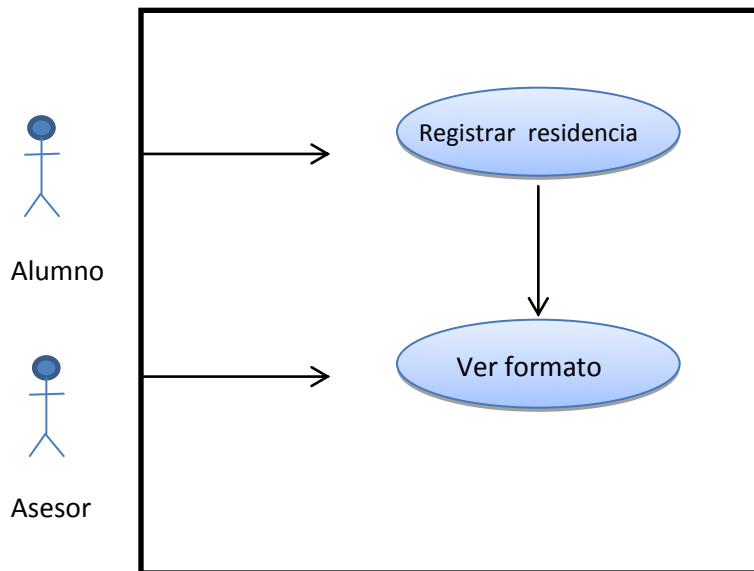 Registrar residencia
Alumno
Ver formato
Asesor